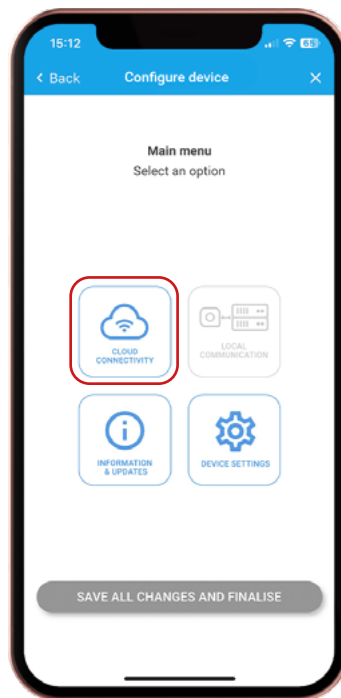 15:12
65
Back
Configure device
Main menu
Select an option
CLOUD
CONNECTIVITY
LOCAL
COMMUNICATION
INFORMATION
& UPDATES
DEVICE SETTINGS
SAVE ALL CHANGES AND FINALISE